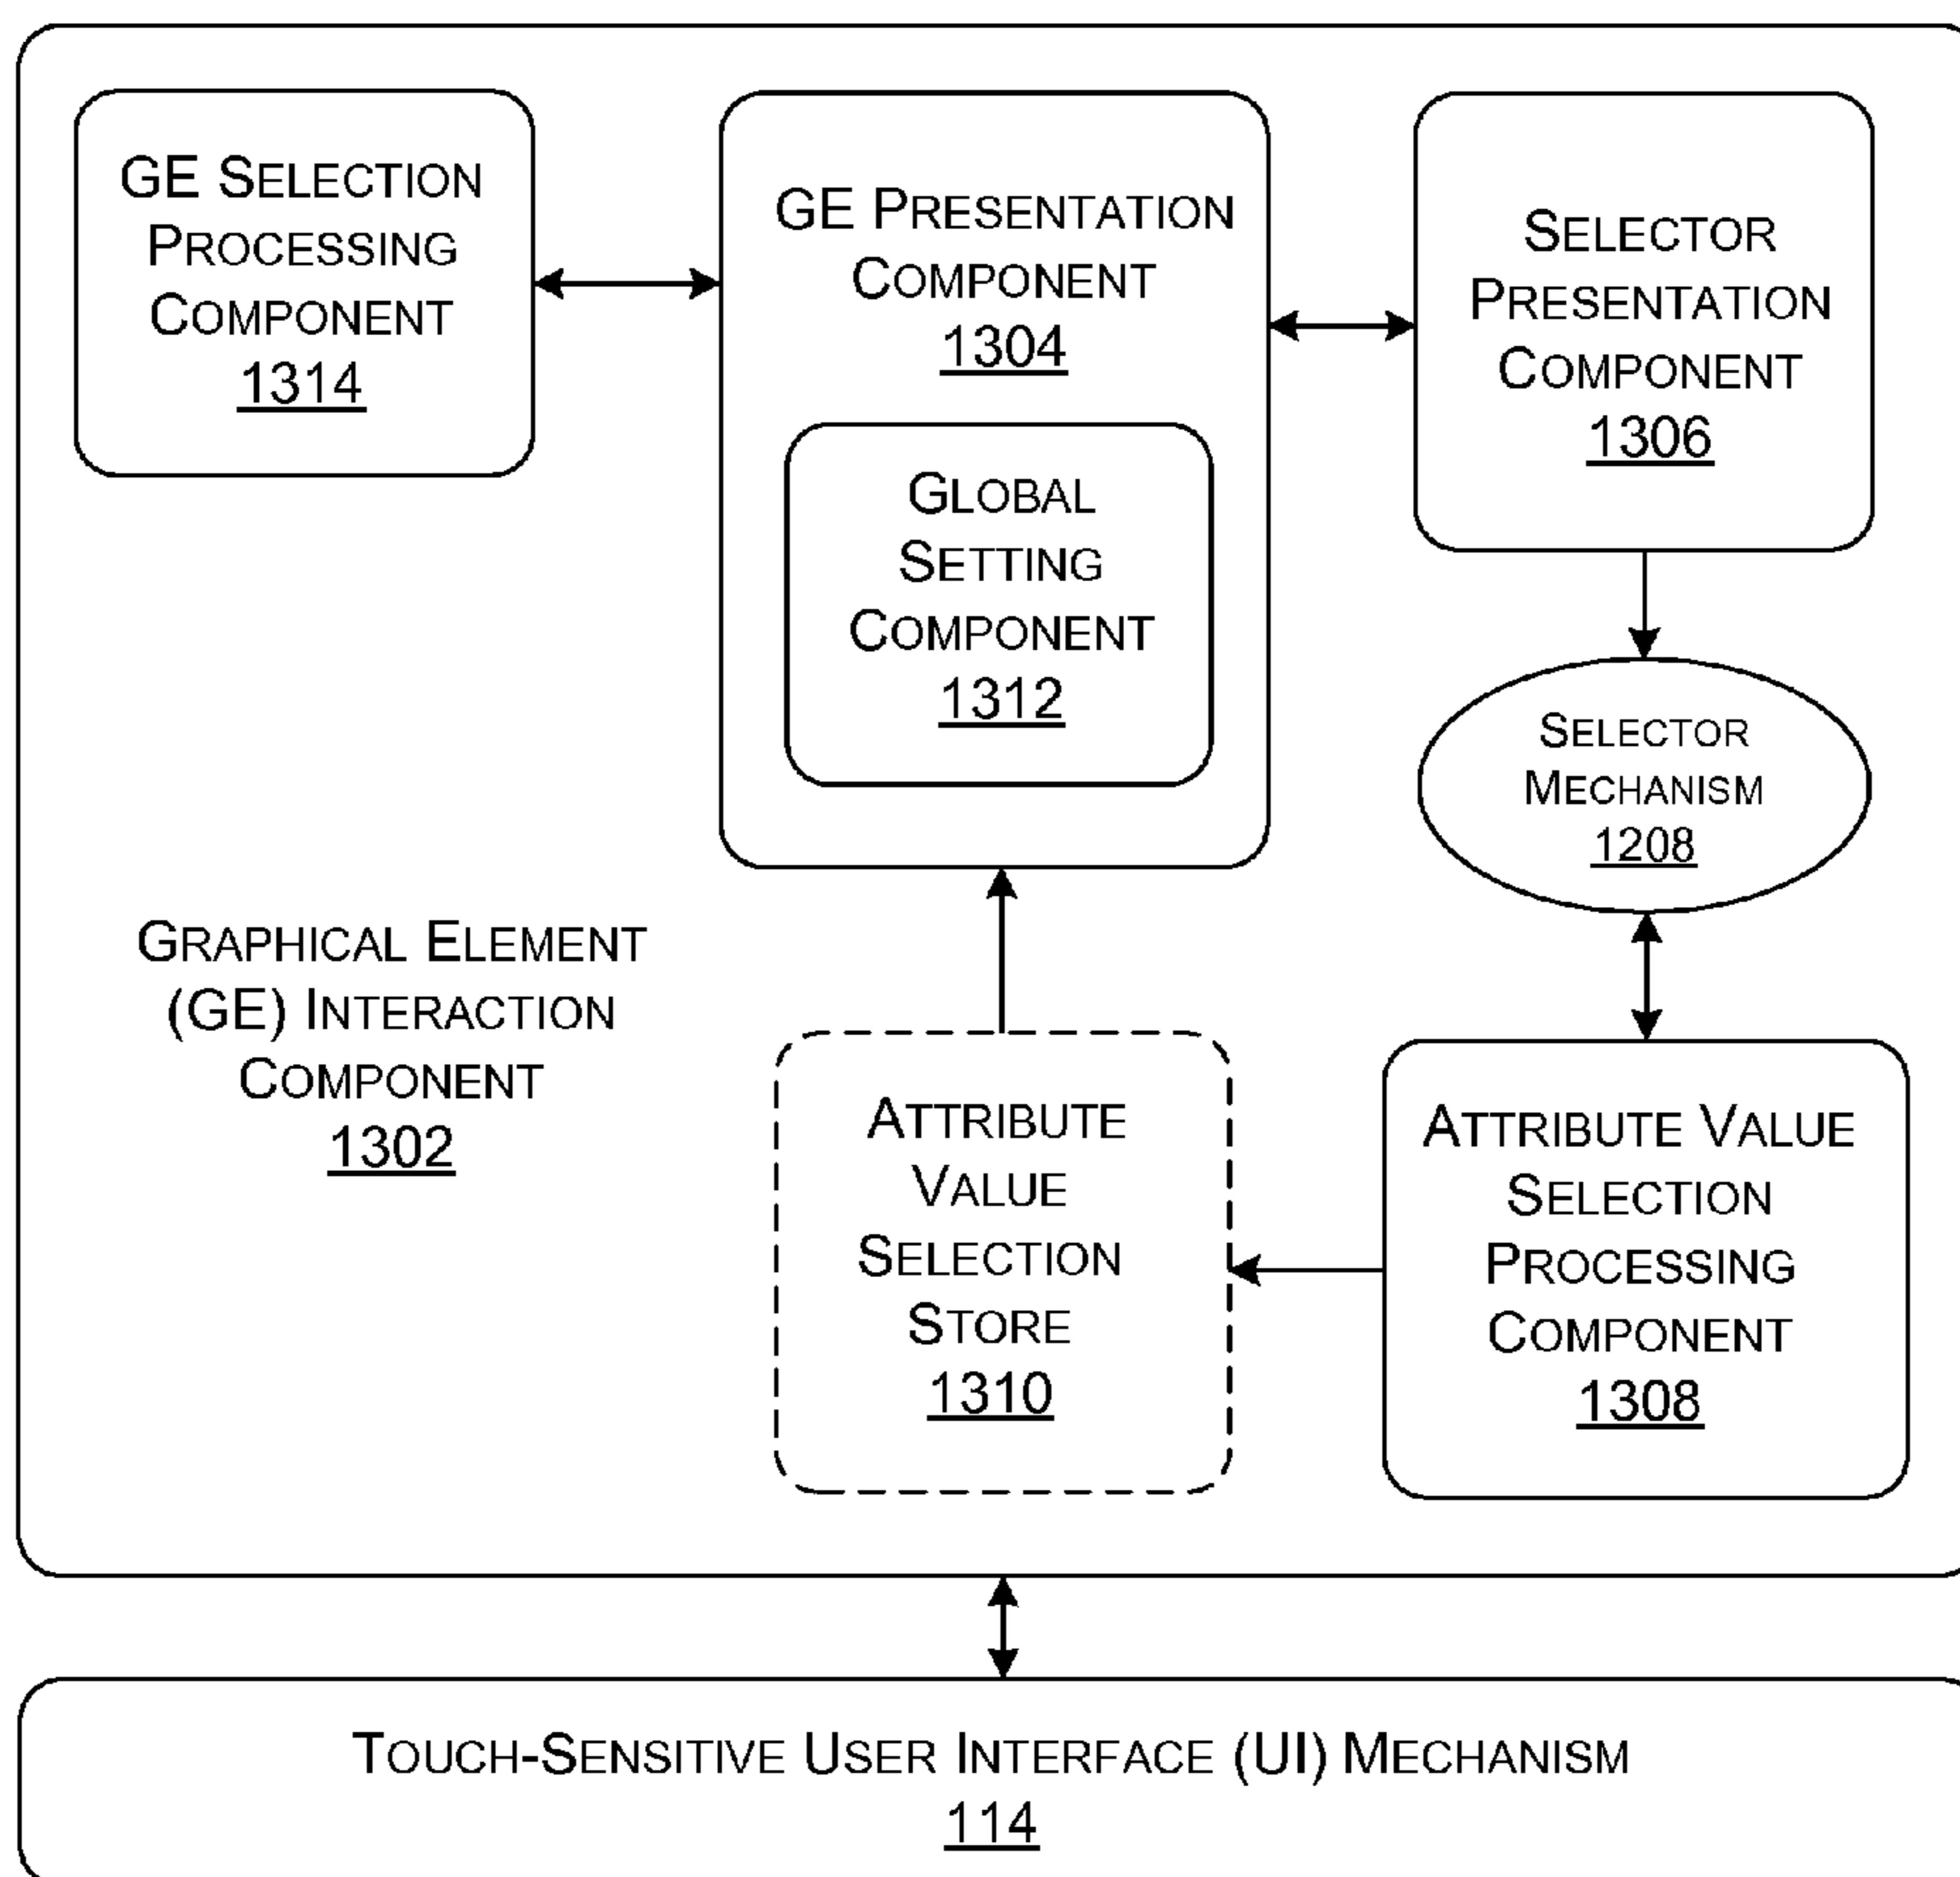 GE SELECTION
PROCESSING
COMPONENT
1314
GE PRESENTATION
COMPONENT
1304
GLOBAL
SETTING
COMPONENT
1312
SELECTOR
PRESENTATION
COMPONENT
1306
SELECTOR
MECHANISM
1208
GRAPHICAL ELEMENT
(GE) INTERACTION
COMPONENT
1302
ATTRIBUTE
VALUE
SELECTION
STORE
1310
ATTRIBUTE VALUE
SELECTION
PROCESSING
COMPONENT
1308
TOUCH-SENSITIVE USER INTERFACE (UI) MECHANISM
114